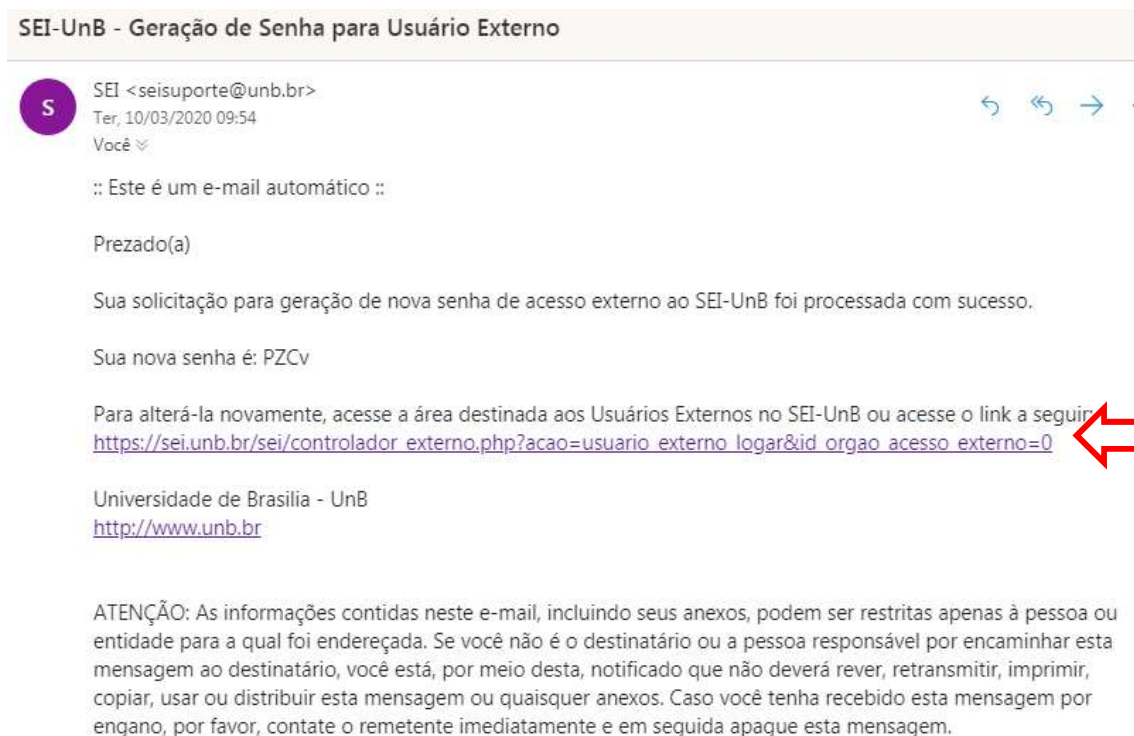 SEI-UnB - Geração de Senha para Usuário Externo
S
SEI <seisuporte@unb.br>
Ter, 10/03/2020 09:54
Você
:: Este é um e-mail automático ::
Prezado(a)
Sua solicitação para geração de nova senha de acesso externo ao SEI-UnB foi processada com sucesso.
Sua nova senha é: PZCv
Para alterá-la novamente, acesse a área destinada aos Usuários Externos no SEI-UnB ou acesse o link a seguir:
https://sei.unb.br/sei/controlador_externo.php?acao=usuario_externo_logar&id_orgao_acesso_externo=0
Universidade de Brasilia - UnB
http://www.unb.br
ATENÇÃO: As informações contidas neste e-mail, incluindo seus anexos, podem ser restritas apenas à pessoa ou
entidade para a qual foi endereçada. Se você não é o destinatário ou a pessoa responsável por encaminhar esta
mensagem ao destinatário, você está, por meio desta, notificado que não deverá rever, retransmitir, imprimir,
copiar, usar ou distribuir esta mensagem ou quaisquer anexos. Caso você tenha recebido esta mensagem por
engano, por favor, contate o remetente imediatamente e em seguida apague esta mensagem.